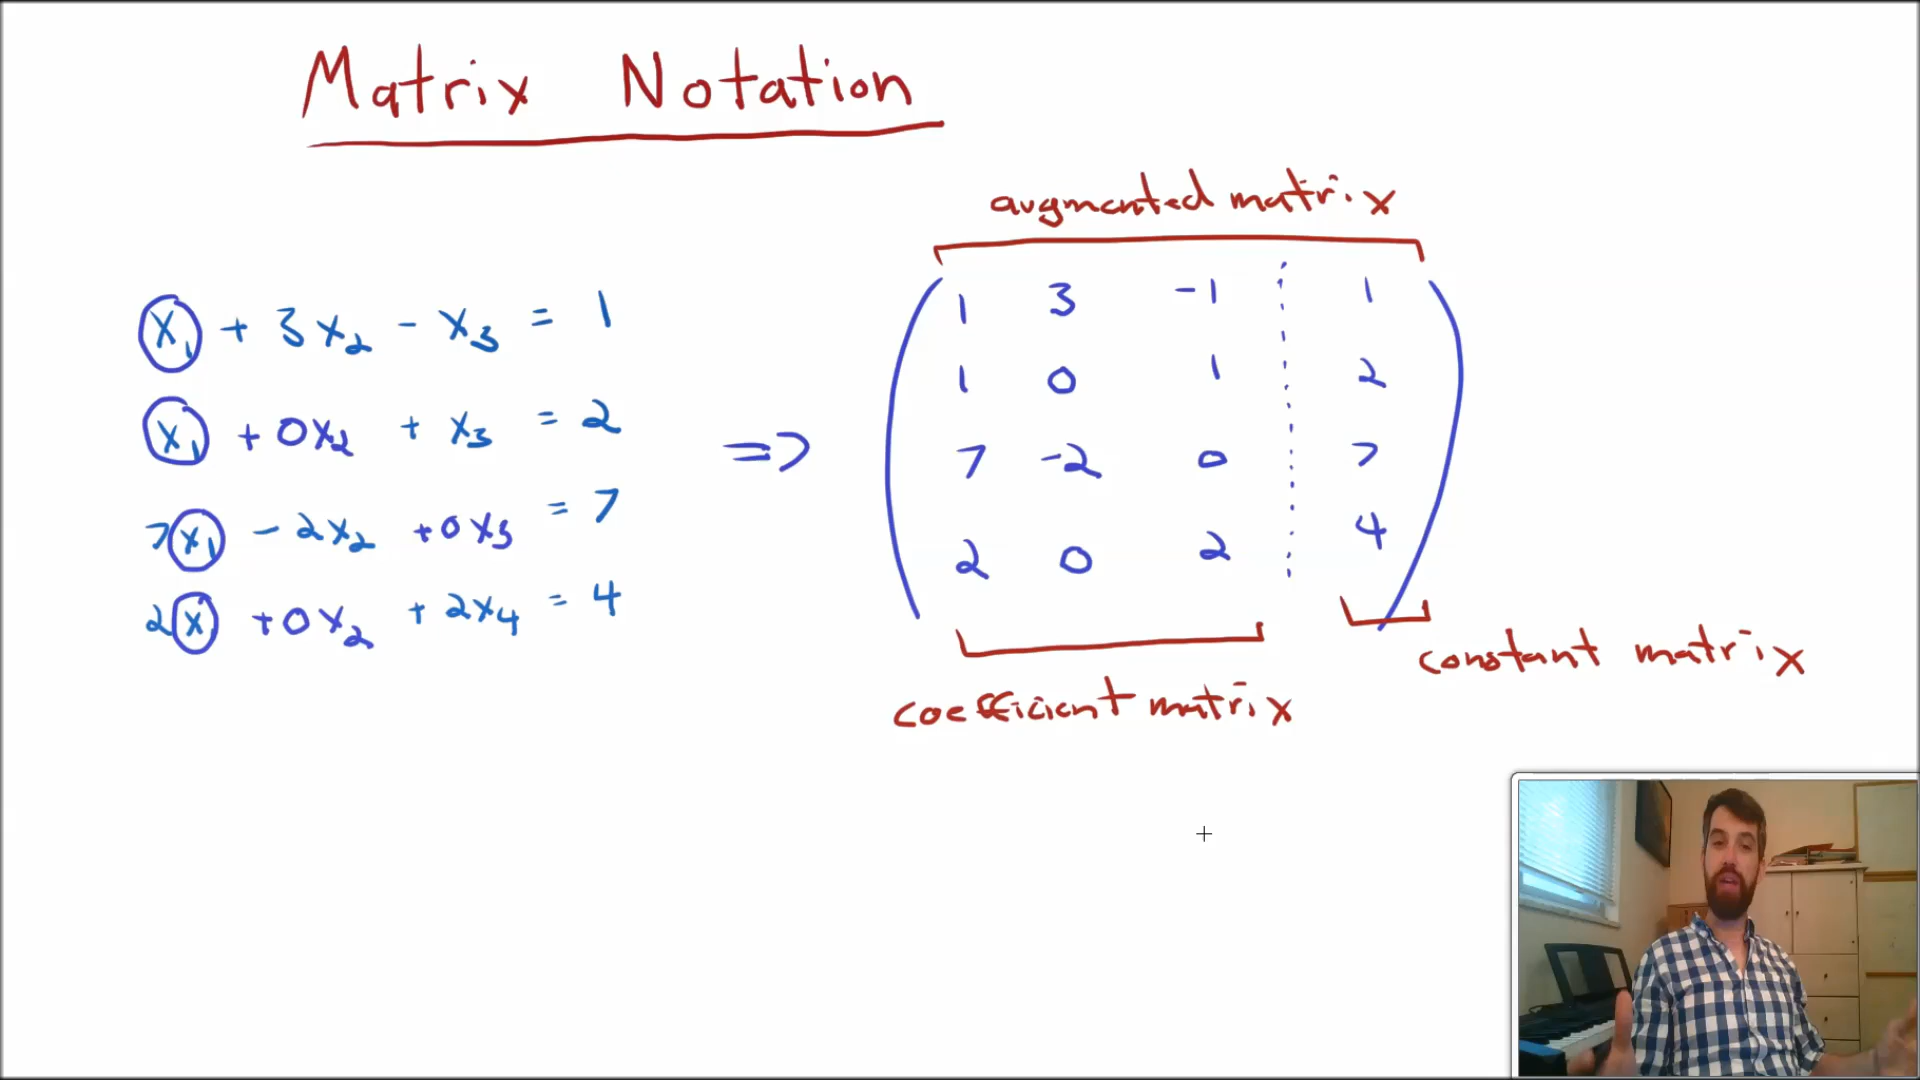 Matrix Notation
augmented matrix
x₁ + 3x₂ - x₃ = 1
x₁ + 0x₂ + x₃ = 2
7x₁ - 2x₂ + 0x₃ = 7
2x + 0x₂ + 2x₄ = 4
=>
1 3 -1 1
1 0 1 2
7 -2 0 7
2 0 2 4
coefficient matrix
constant matrix